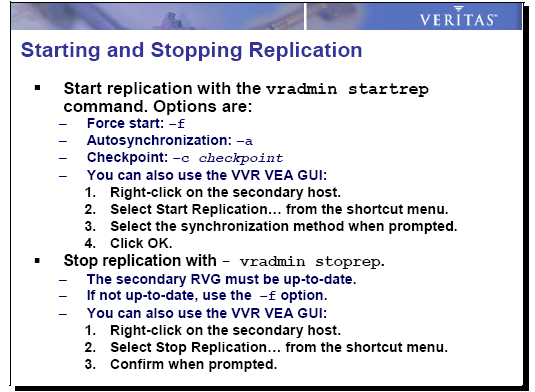 VERITAS™
Starting and Stopping Replication
▪ Start replication with the vradmin startrep
command. Options are:
– Force start: –f
– Autosynchronization: –a
– Checkpoint: –c checkpoint
– You can also use the VVR VEA GUI:
1. Right-click on the secondary host.
2. Select Start Replication… from the shortcut menu.
3. Select the synchronization method when prompted.
4. Click OK.
▪ Stop replication with - vradmin stoprep.
– The secondary RVG must be up-to-date.
– If not up-to-date, use the –f option.
– You can also use the VVR VEA GUI:
1. Right-click on the secondary host.
2. Select Stop Replication… from the shortcut menu.
3. Confirm when prompted.